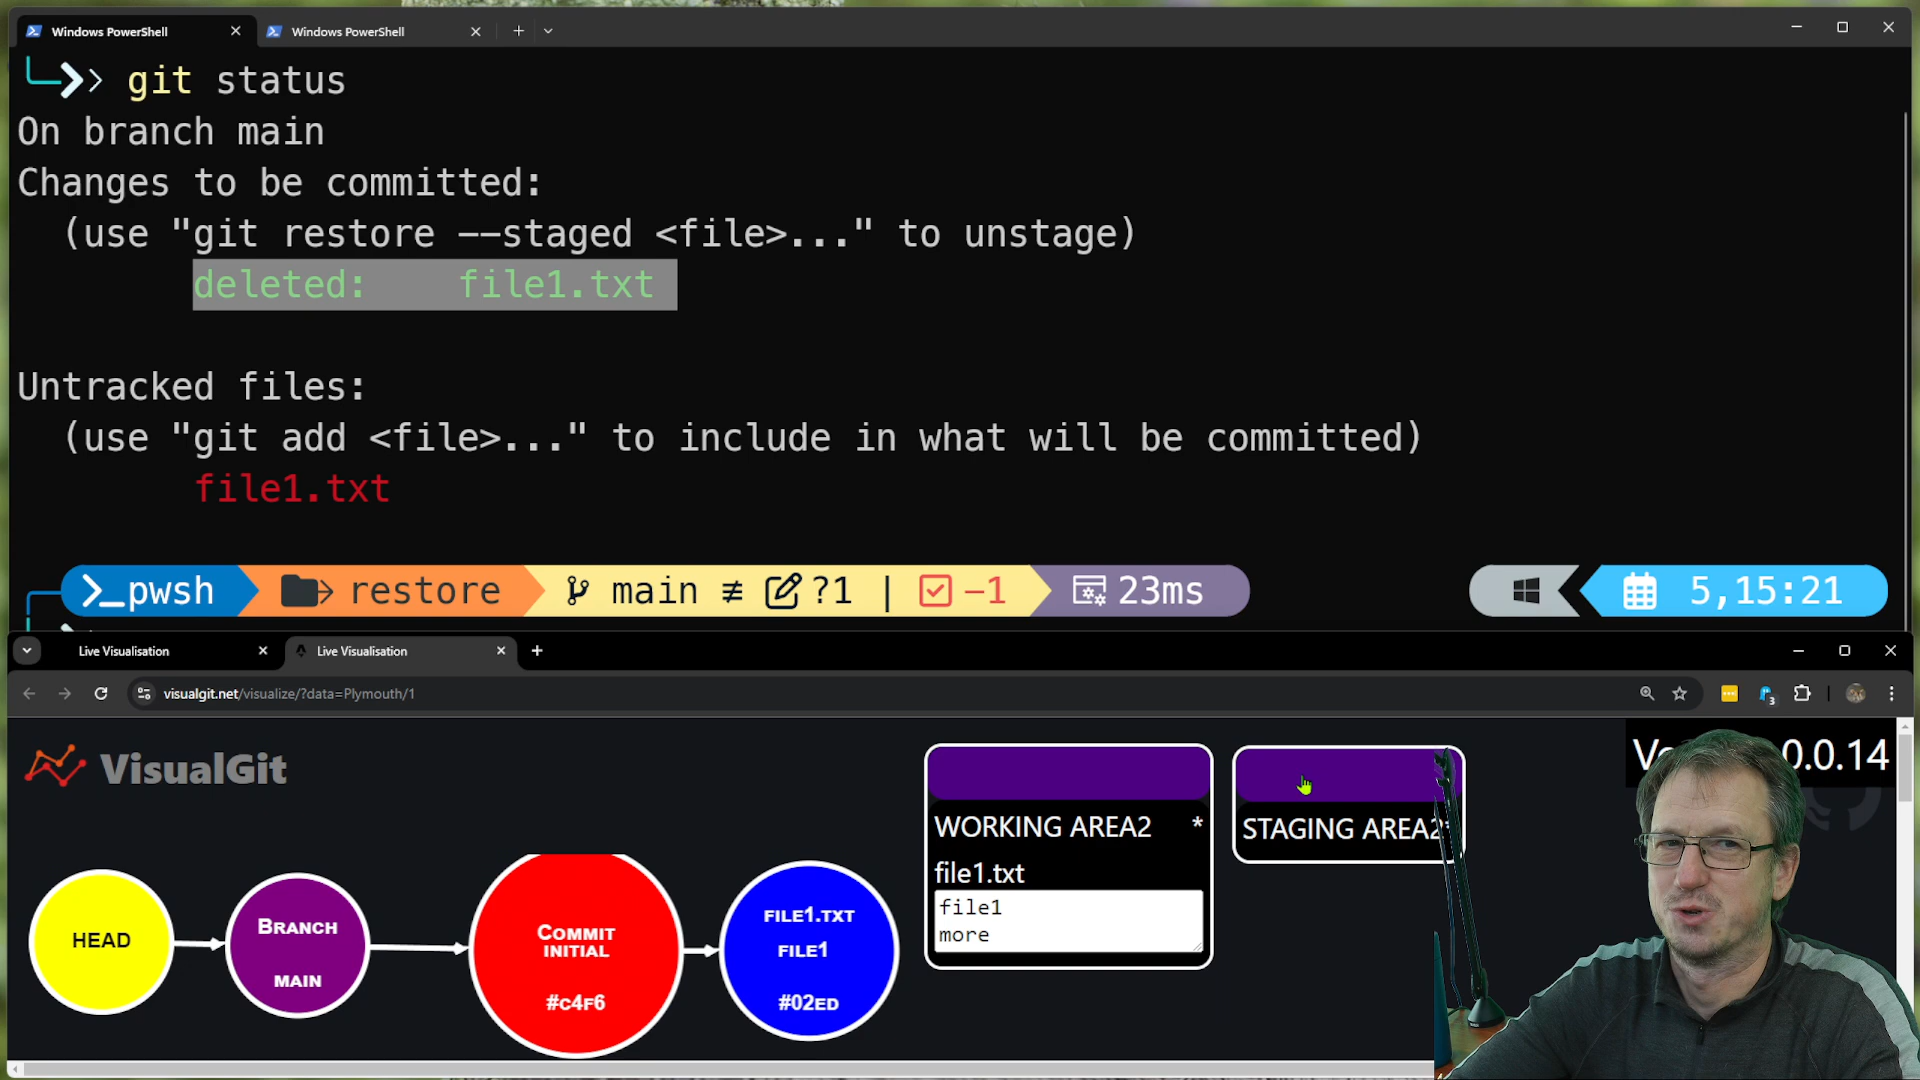 Windows PowerShell
Windows PowerShell
git status
On branch main
Changes to be committed:
(use "git restore --staged <file>..." to unstage)
deleted: file1.txt
Untracked files:
(use "git add <file>..." to include in what will be committed)
file1.txt
pwsh restore main ≢ ?1 | -1 23ms 5,15:21
Live Visualisation
Live Visualisation
visualgit.net/visualize/?data=Plymouth/1
3
VisualGit
0.0.14
WORKING AREA2 *
STAGING AREA2*
file1.txt
file1
more
HEAD
BRANCH
MAIN
COMMIT
INITIAL
#C4F6
FILE1.TXT
FILE1
#02ED